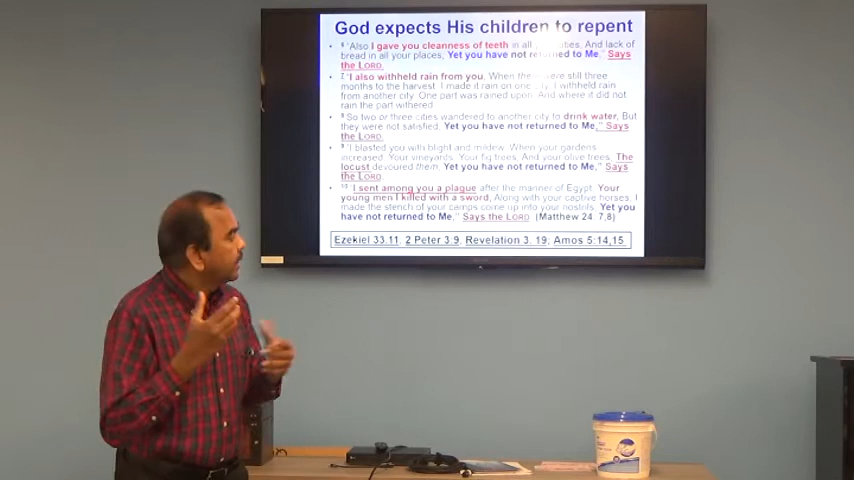 God expects His children to repent
• 6 "Also I gave you cleanness of teeth in all your cities, And lack of
bread in all your places, Yet you have not returned to Me," Says
the LORD.
• 7 "I also withheld rain from you, When there were still three
months to the harvest. I made it rain on one city, I withheld rain
from another city. One part was rained upon, And where it did not
rain the part withered.
• 8 So two or three cities wandered to another city to drink water, But
they were not satisfied. Yet you have not returned to Me," Says
the LORD.
• 9 "I blasted you with blight and mildew. When your gardens
increased, Your vineyards, Your fig trees, And your olive trees, The
locust devoured them. Yet you have not returned to Me," Says
the LORD.
• 10 "I sent among you a plague after the manner of Egypt. Your
young men I killed with a sword, Along with your captive horses, I
made the stench of your camps come up into your nostrils, Yet you
have not returned to Me," Says the LORD (Matthew 24: 7,8)
Ezekiel 33:11, 2 Peter 3:9, Revelation 3: 19; Amos 5:14,15